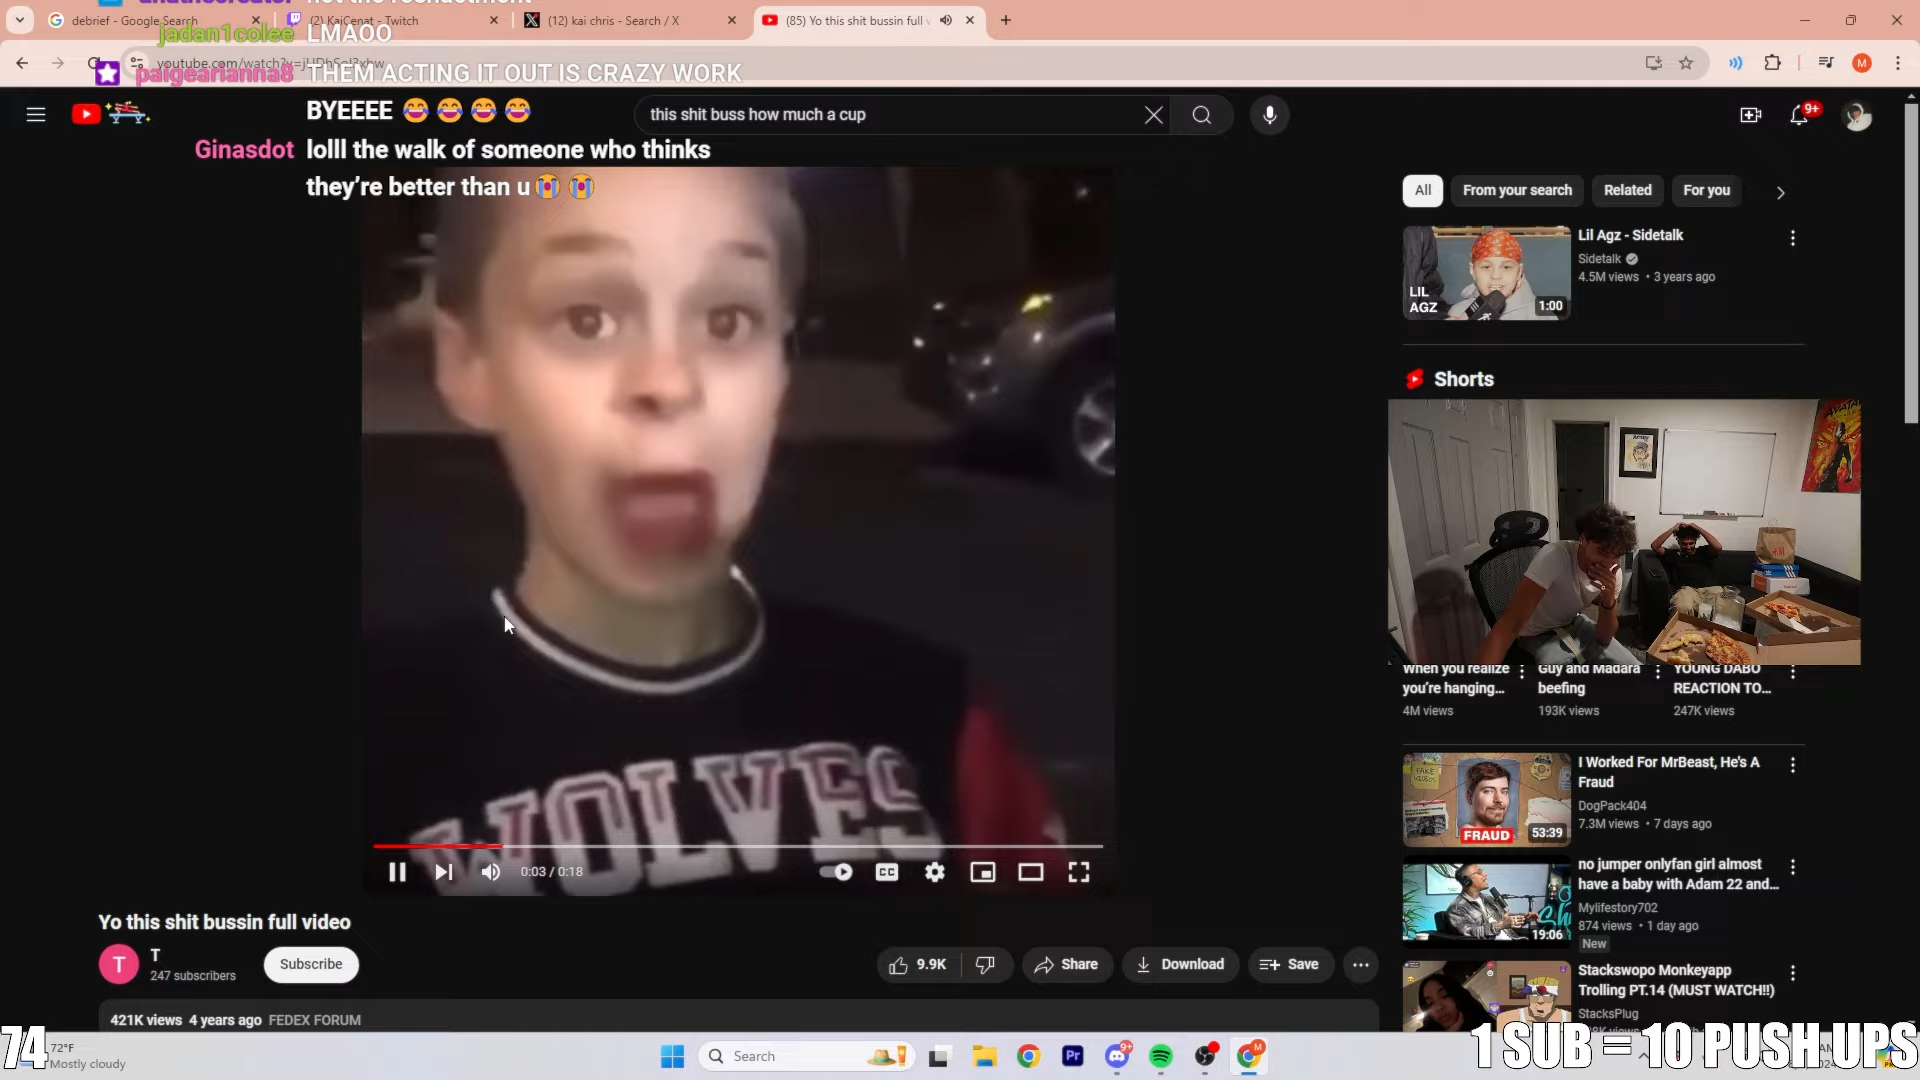 debrief - Google Search
(2) KaiCenat - Twitch
(12) kai chris - Search / X
(85) Yo this shit bussin full
jadan1colee LMAOO
paigearianna8 THEM ACTING IT OUT IS CRAZY WORK
BYEEEE 😂 😂 😂 😂
Ginasdot lolll the walk of someone who thinks
they're better than u😭 😭
this shit buss how much a cup
9+
M
All
From your search
Related
For you
Lil Agz - Sidetalk
Sidetalk
4.5M views • 3 years ago
LIL
AGZ
1:00
Shorts
WOLVES
When you realize
you're hanging...
4M views
Guy and Madara
beefing
193K views
YOUNG DABO
REACTION TO...
247K views
I Worked For MrBeast, He's A
Fraud
DogPack404
7.3M views • 7 days ago
FRAUD
53:39
no jumper onlyfan girl almost
have a baby with Adam 22 and...
Mylifestory702
874 views • 1 day ago
New
19:06
Stackswopo Monkeyapp
Trolling PT.14 (MUST WATCH!!)
StacksPlug
0:03 / 0:18
CC
Yo this shit bussin full video
T
T
247 subscribers
Subscribe
9.9K
Share
Download
Save
421K views 4 years ago FEDEX FORUM
74
72°F
Mostly cloudy
Search
Pr
9+
M
1 SUB = 10 PUSH UPS